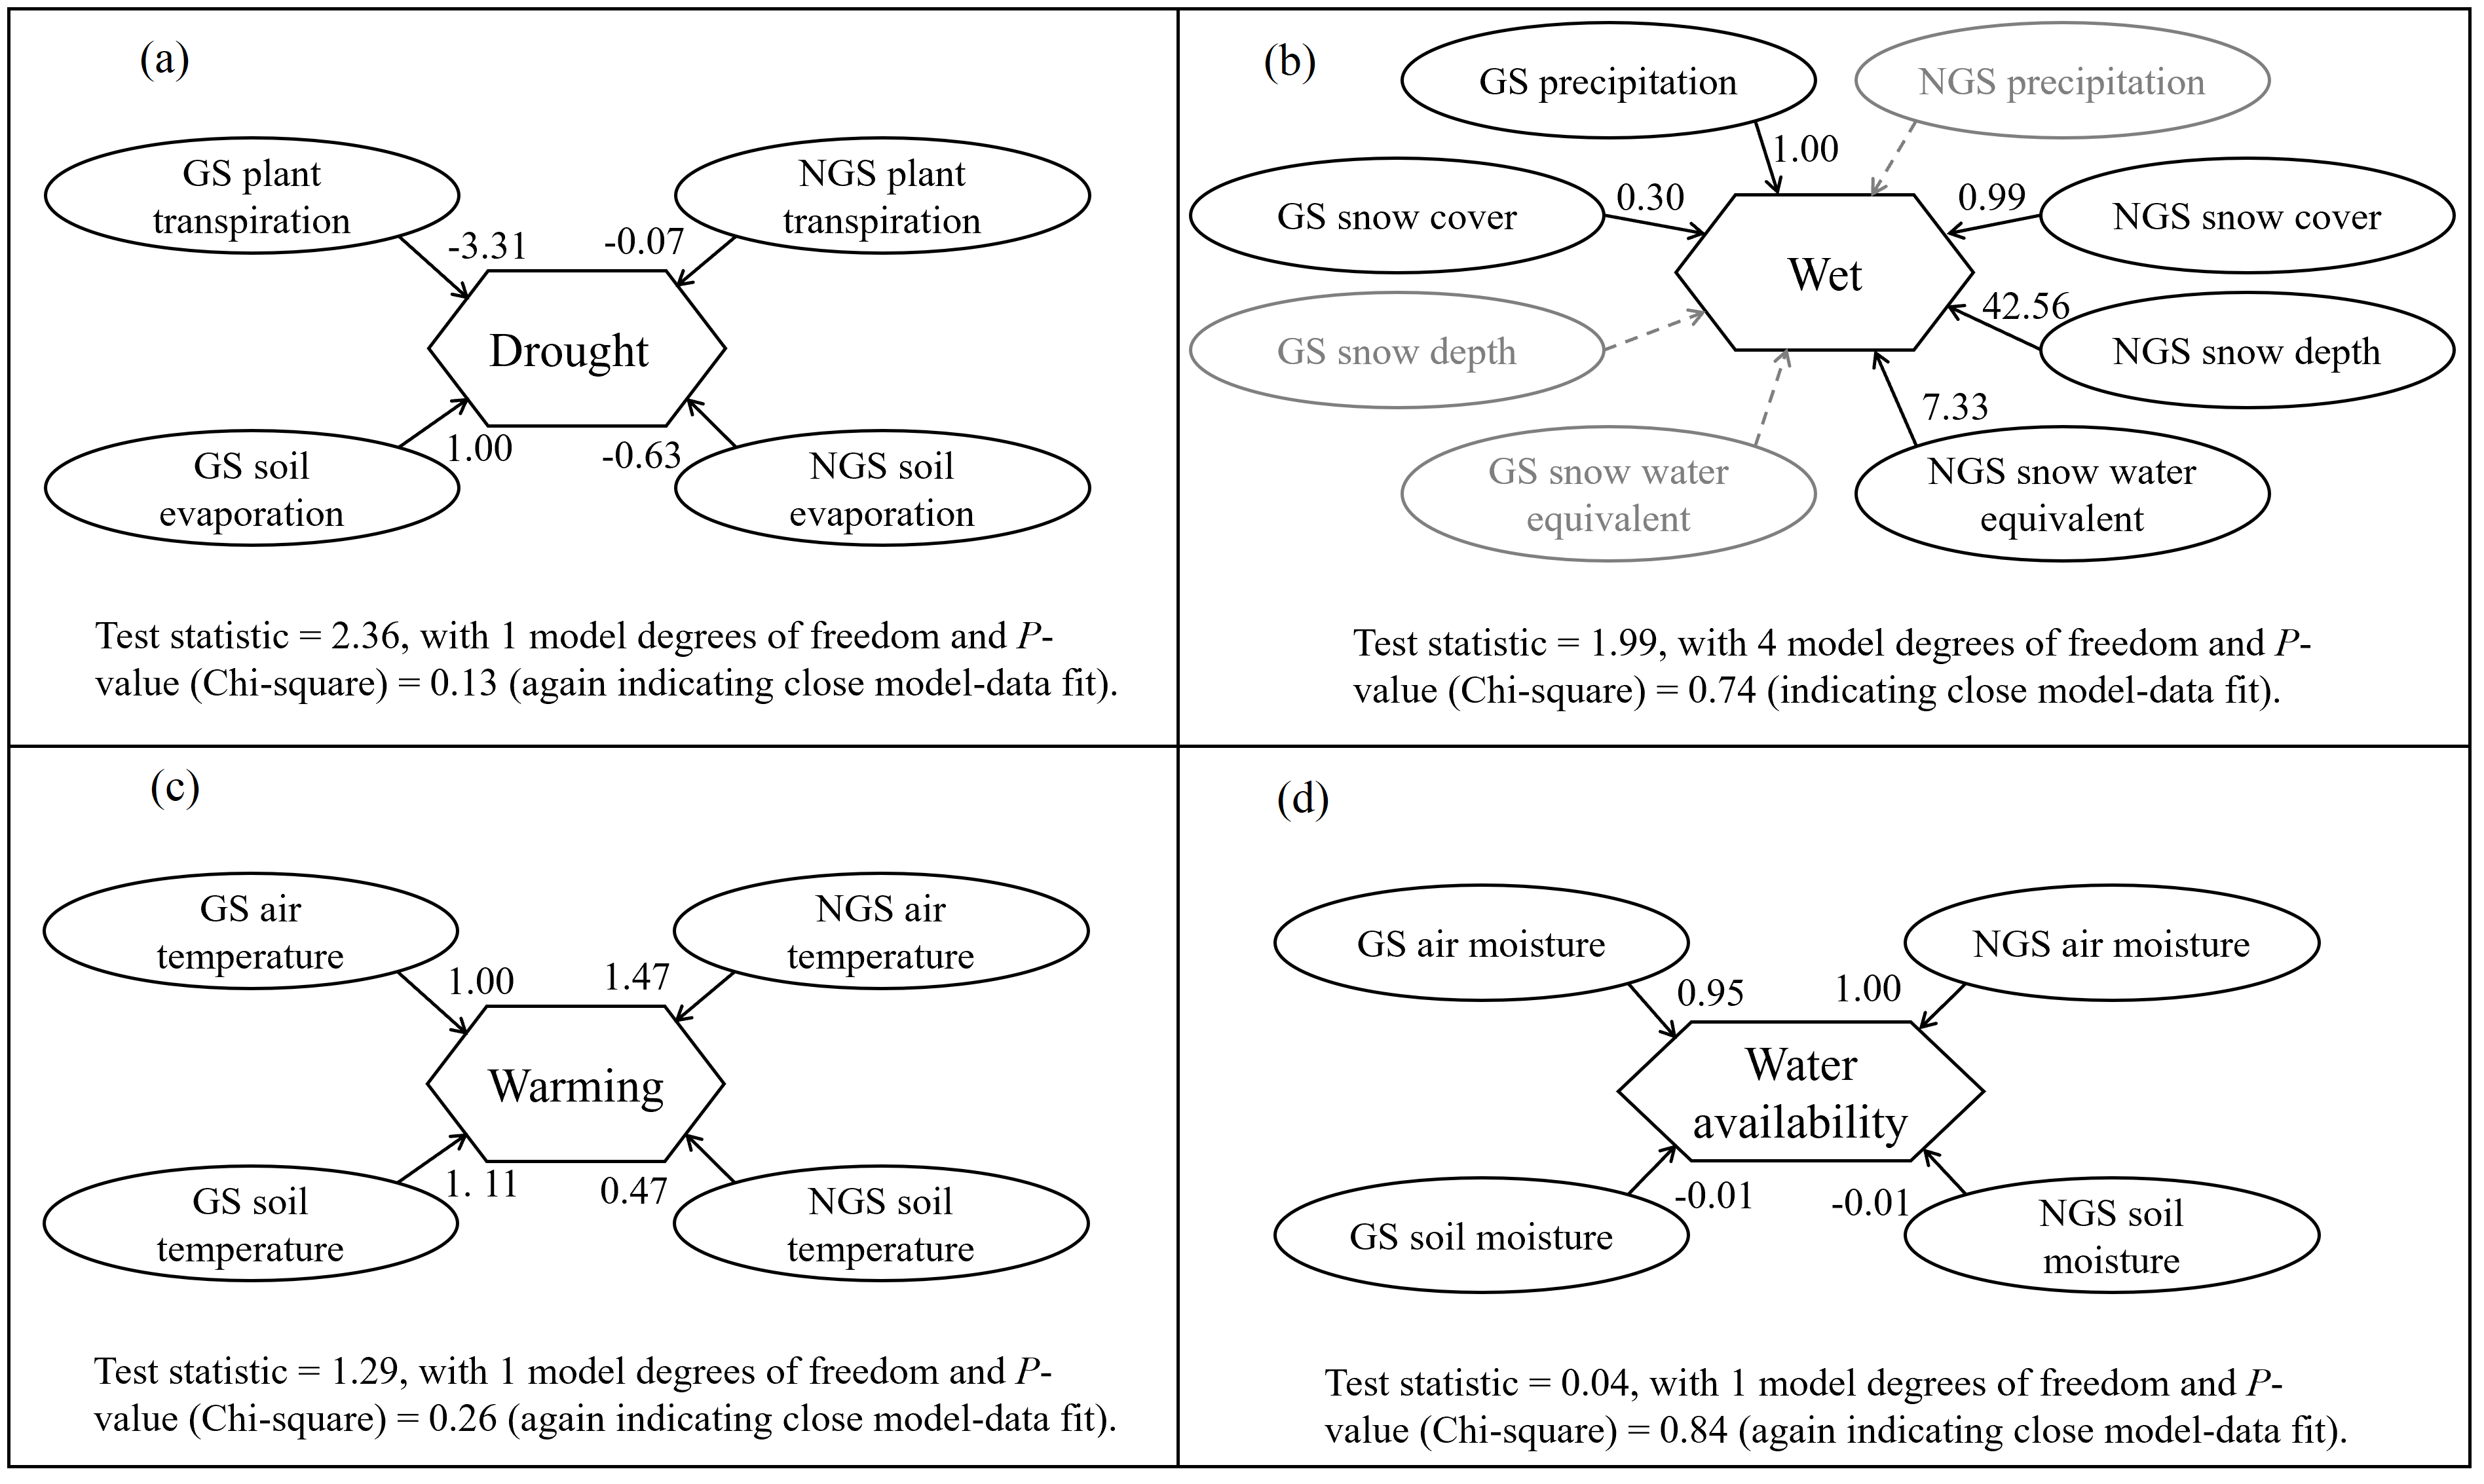 (a)
GS plant
transpiration
NGS plant
transpiration
-3.31
-0.07
Drought
1.00
-0.63
GS soil
evaporation
NGS soil
evaporation
Test statistic = 2.36, with 1 model degrees of freedom and P-
value (Chi-square) = 0.13 (again indicating close model-data fit).
(b)
GS precipitation
NGS precipitation
1.00
GS snow cover
0.30
0.99
NGS snow cover
Wet
GS snow depth
42.56
NGS snow depth
7.33
GS snow water
equivalent
NGS snow water
equivalent
Test statistic = 1.99, with 4 model degrees of freedom and P-
value (Chi-square) = 0.74 (indicating close model-data fit).
(c)
GS air
temperature
NGS air
temperature
1.00
1.47
Warming
1. 11
0.47
GS soil
temperature
NGS soil
temperature
Test statistic = 1.29, with 1 model degrees of freedom and P-
value (Chi-square) = 0.26 (again indicating close model-data fit).
(d)
GS air moisture
NGS air moisture
0.95
1.00
Water
availability
-0.01
-0.01
GS soil moisture
NGS soil
moisture
Test statistic = 0.04, with 1 model degrees of freedom and P-
value (Chi-square) = 0.84 (again indicating close model-data fit).